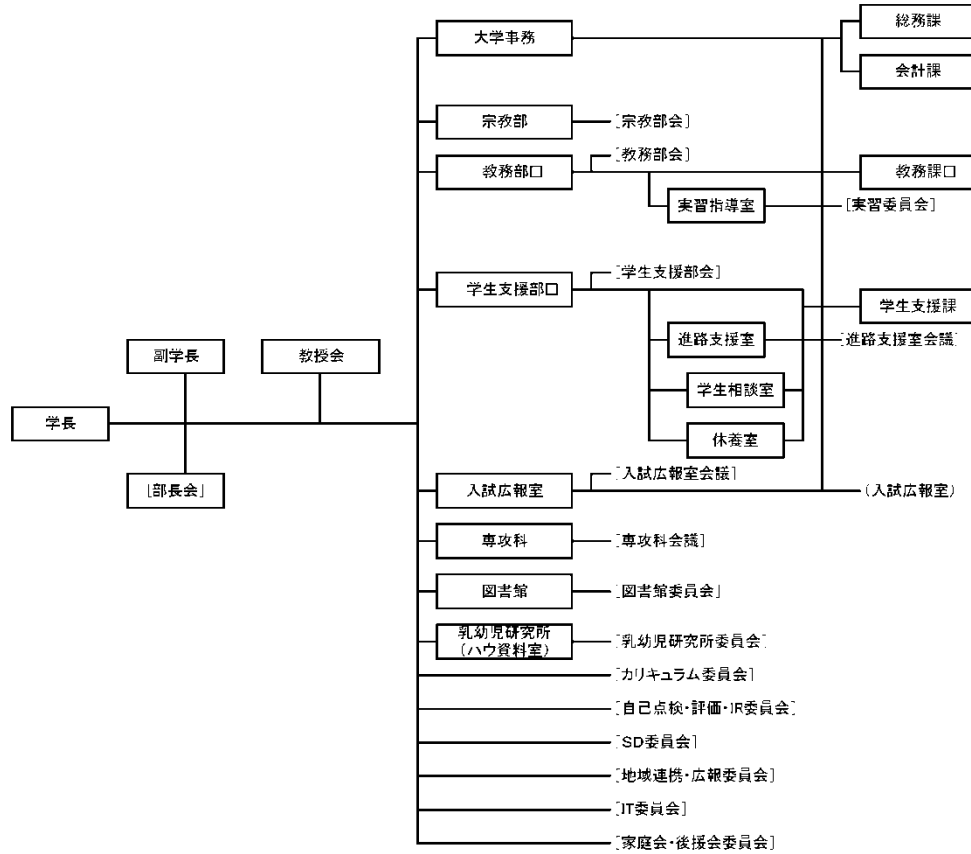 総務課
大学事務
会計課
宗教部
[宗教部会]
[教務部会]
教務部口
教務課口
実習指導室
[実習委員会]
[学生支援部会]
学生支援部口
学生支援課
進路支援室
[進路支援室会議]
副学長
教授会
学生相談室
学長
休養室
[部長会]
[入試広報室会議]
入試広報室
(入試広報室)
専攻科
[専攻科会議]
図書館
[図書館委員会]
乳幼児研究所
(ハウ資料室)
[乳幼児研究所委員会]
[カリキュラム委員会]
[自己点検・評価・IR委員会]
[SD委員会]
[地域連携・広報委員会]
[IT委員会]
[家庭会・後援会委員会]